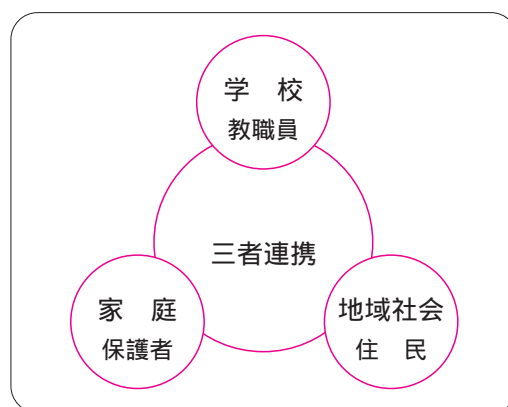 学　校
教職員
三者連携
家　庭
保護者
地域社会
住　民